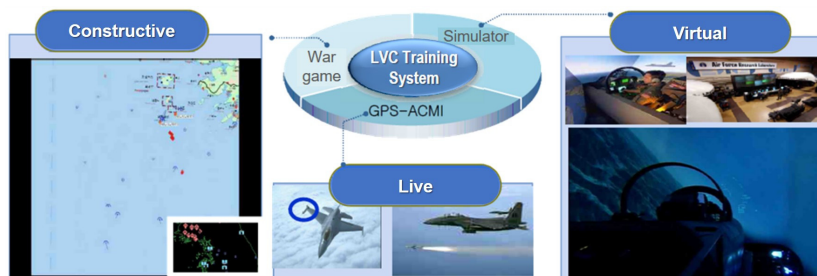 Constructive
War
game
Simulator
LVC Training
System
GPS-ACMI
Virtual
Air Force Research Laboratory
Live